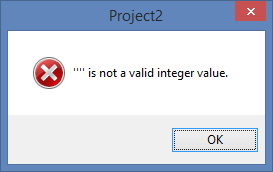 Project2
'''' is not a valid integer value.
OK